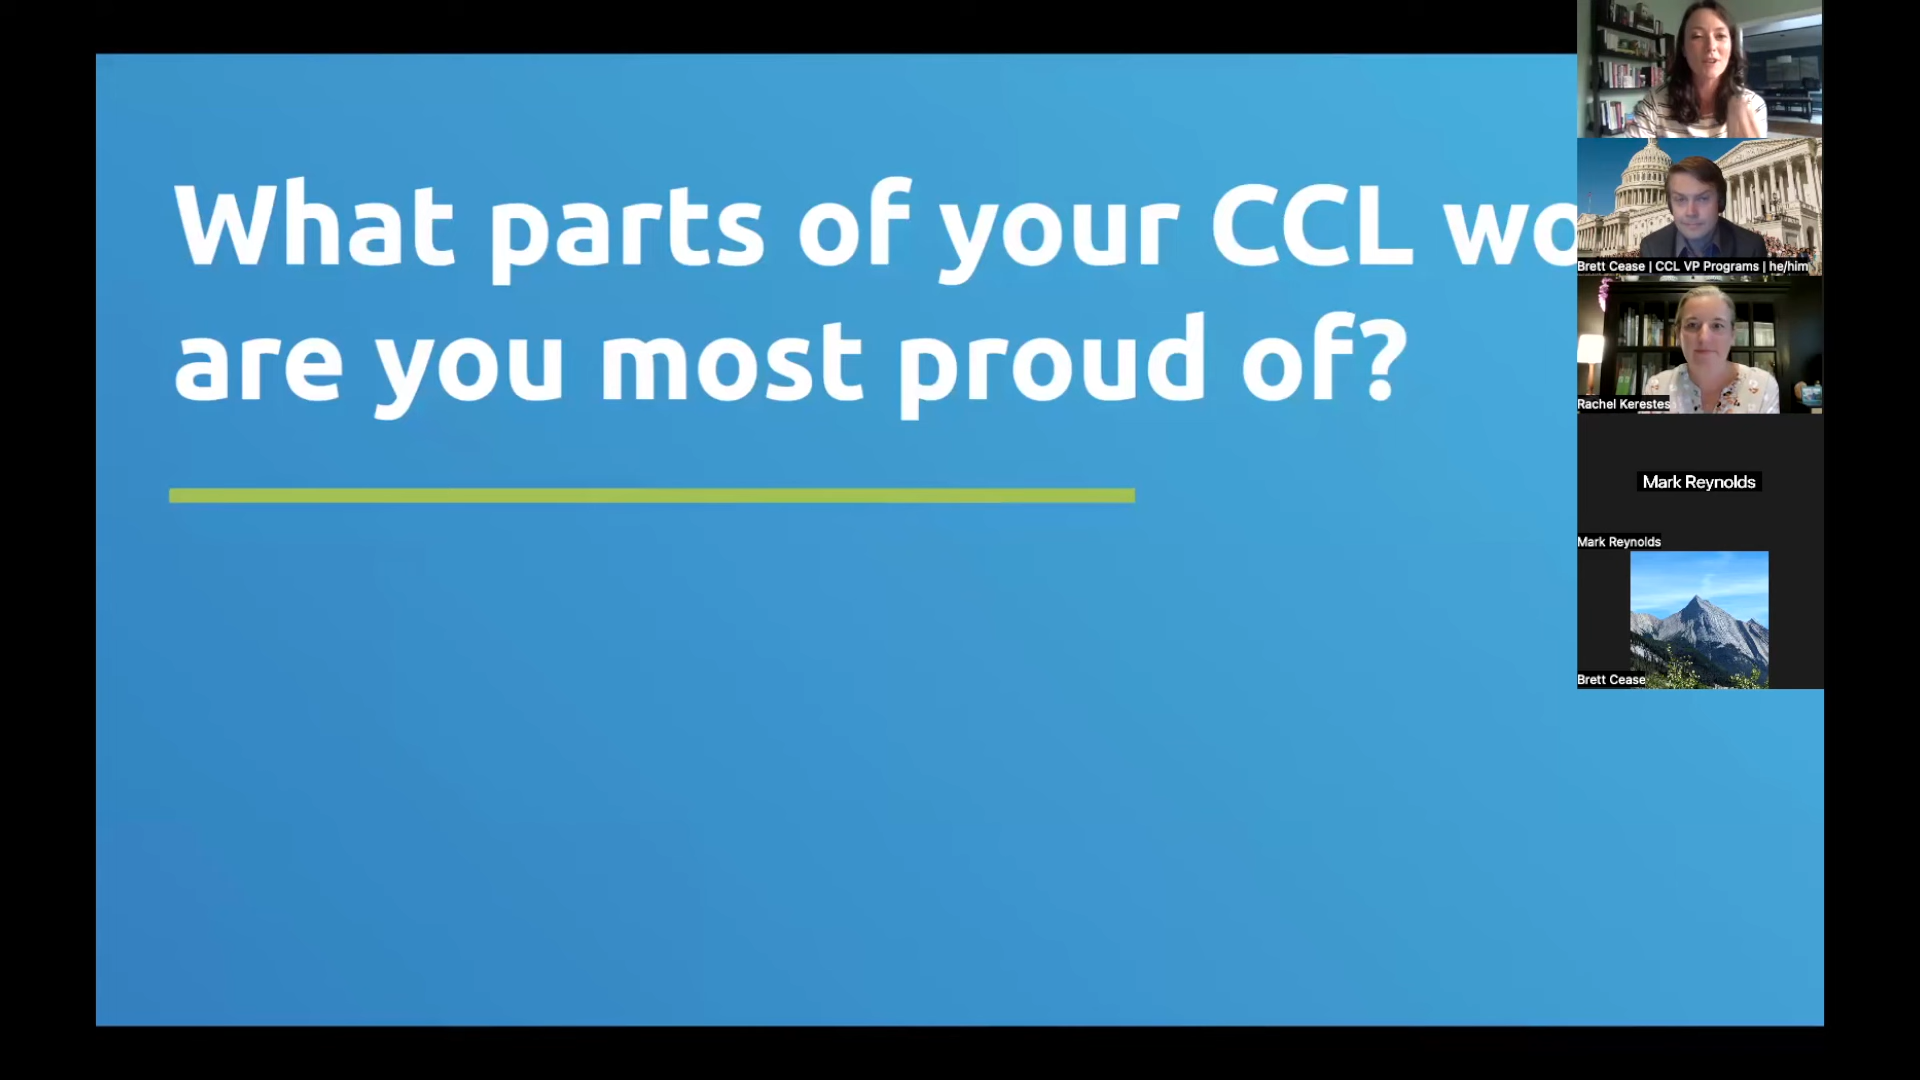 What parts of your CCL wo
are you most proud of?
Brett Cease | CCL VP Programs | he/him
Rachel Kerestes
Mark Reynolds
Mark Reynolds
Brett Cease